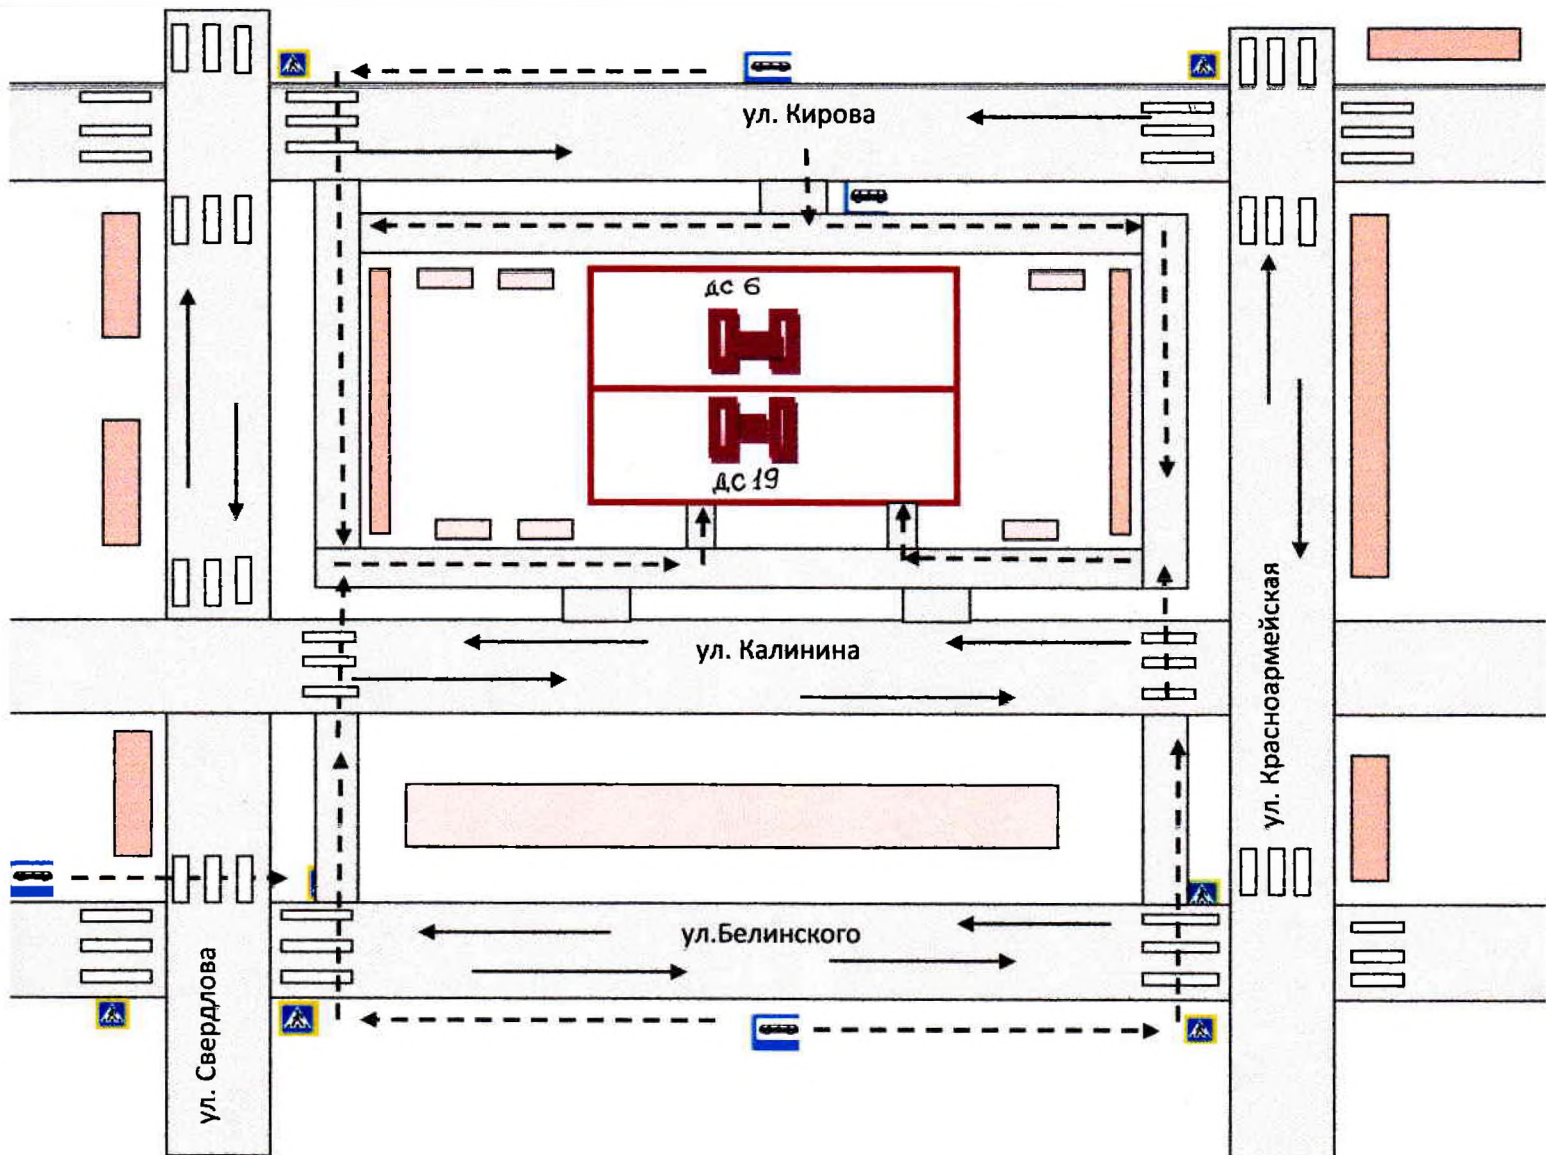 ул. Кирова
ДС 6
ДС 19
ул. Калинина
ул. Красноармейская
ул.Белинского
ул. Свердлова